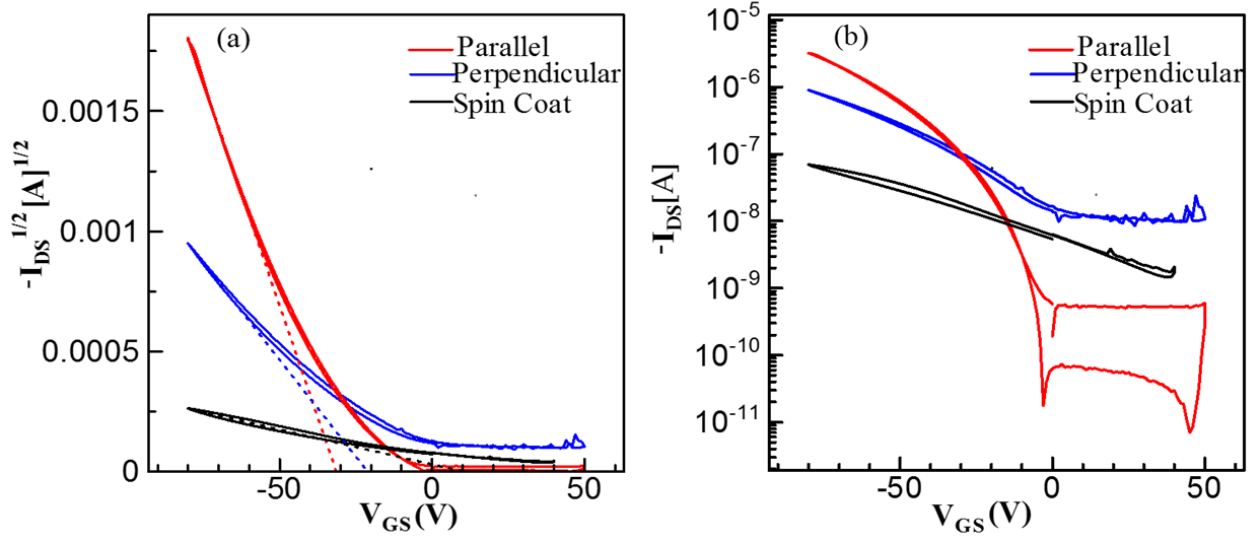 (a)
Parallel
Perpendicular
Spin Coat
0.0015
0.001
0.0005
0
-50
0
50
-I_DS^1/2 [A]^1/2
V_GS (V)
(b)
Parallel
Perpendicular
Spin Coat
10^-5
10^-6
10^-7
10^-8
10^-9
10^-10
10^-11
-50
0
50
-I_DS[A]
V_GS (V)